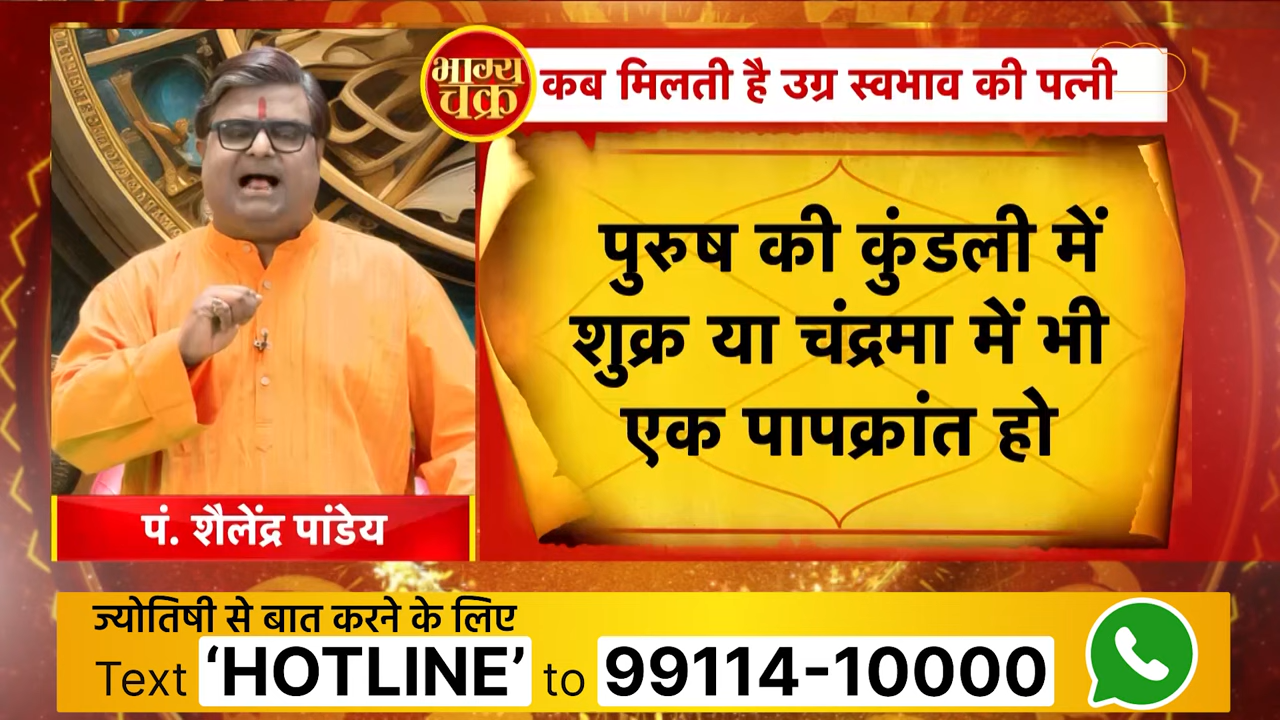 भाग्य
चक्र
कब मिलती है उग्र स्वभाव की पत्नी
पुरुष की कुंडली में
शुक्र या चंद्रमा में भी
एक पापक्रांत हो
पं. शैलेंद्र पांडेय
ज्योतिषी से बात करने के लिए
Text ‘HOTLINE’ to 99114-10000